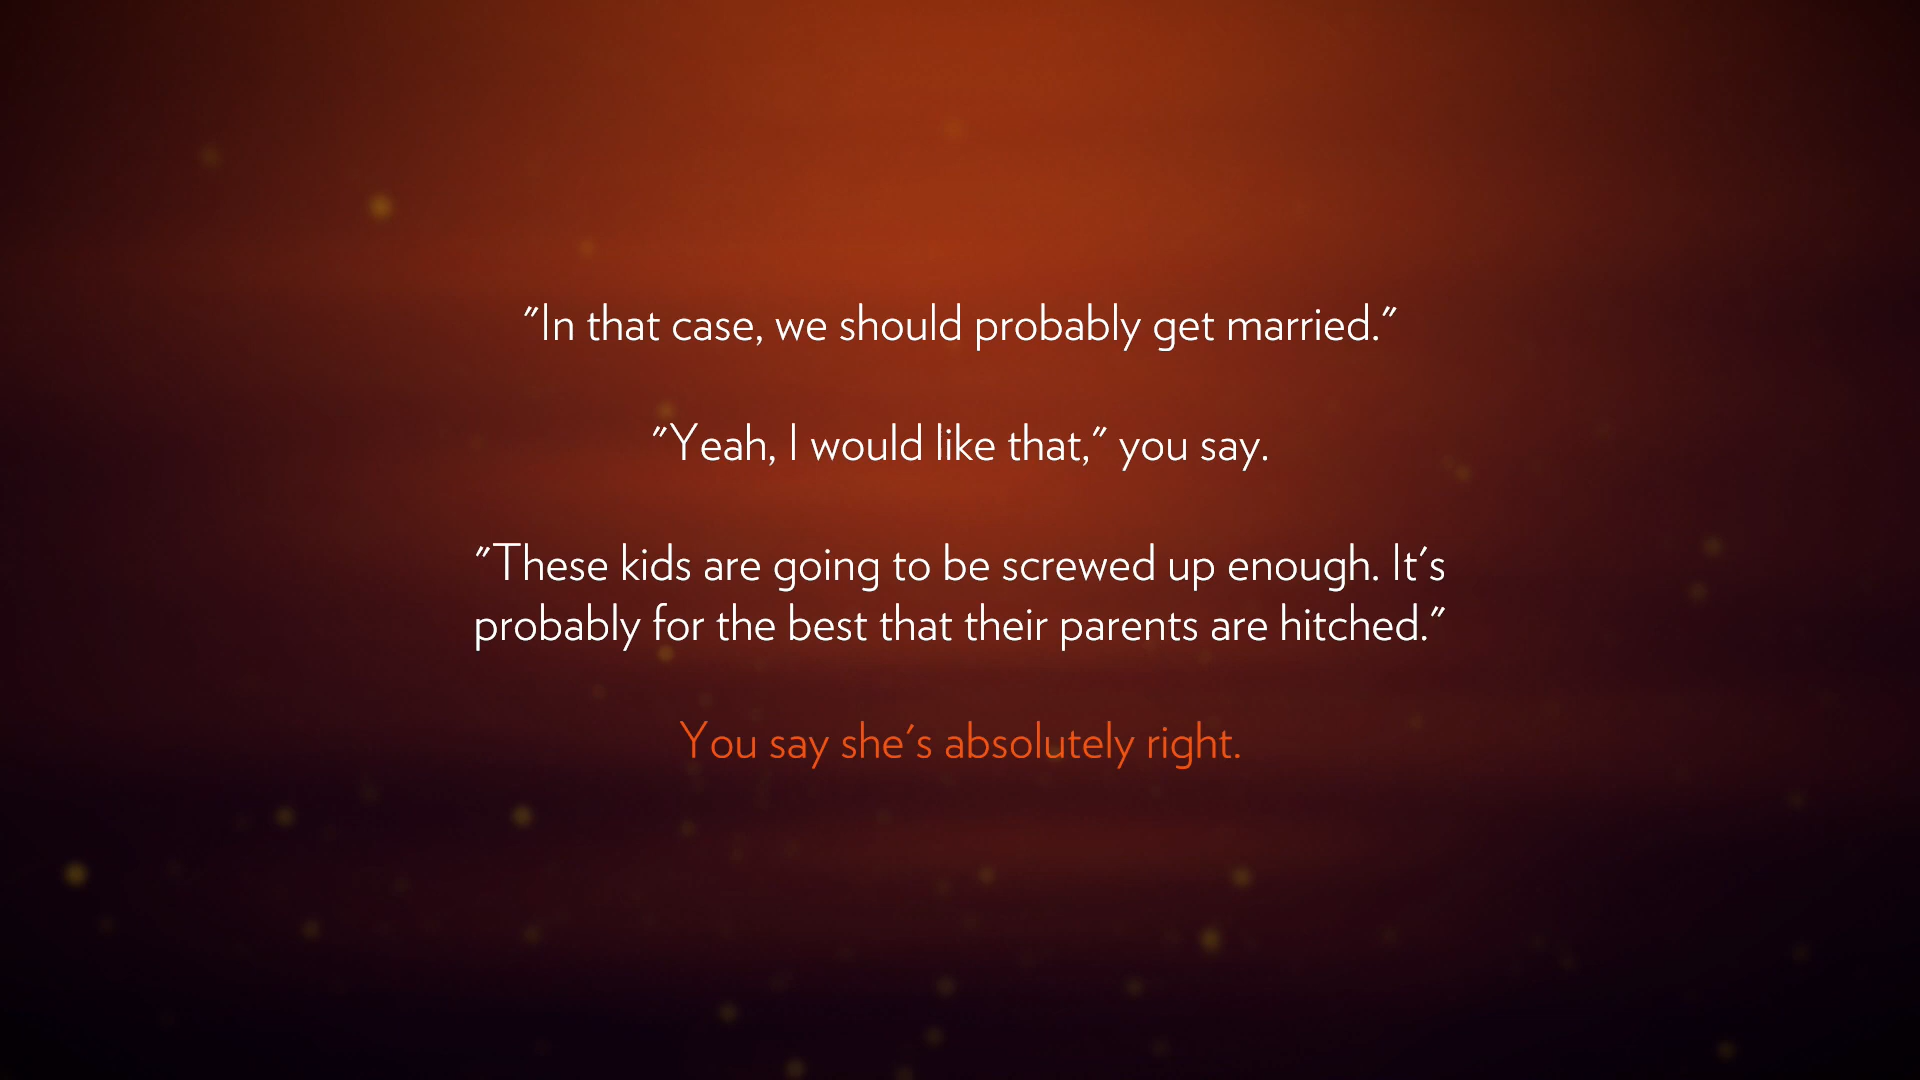 "In that case, we should probably get married."
"Yeah, I would like that," you say.
"These kids are going to be screwed up enough. It's
probably for the best that their parents are hitched."
You say she's absolutely right.